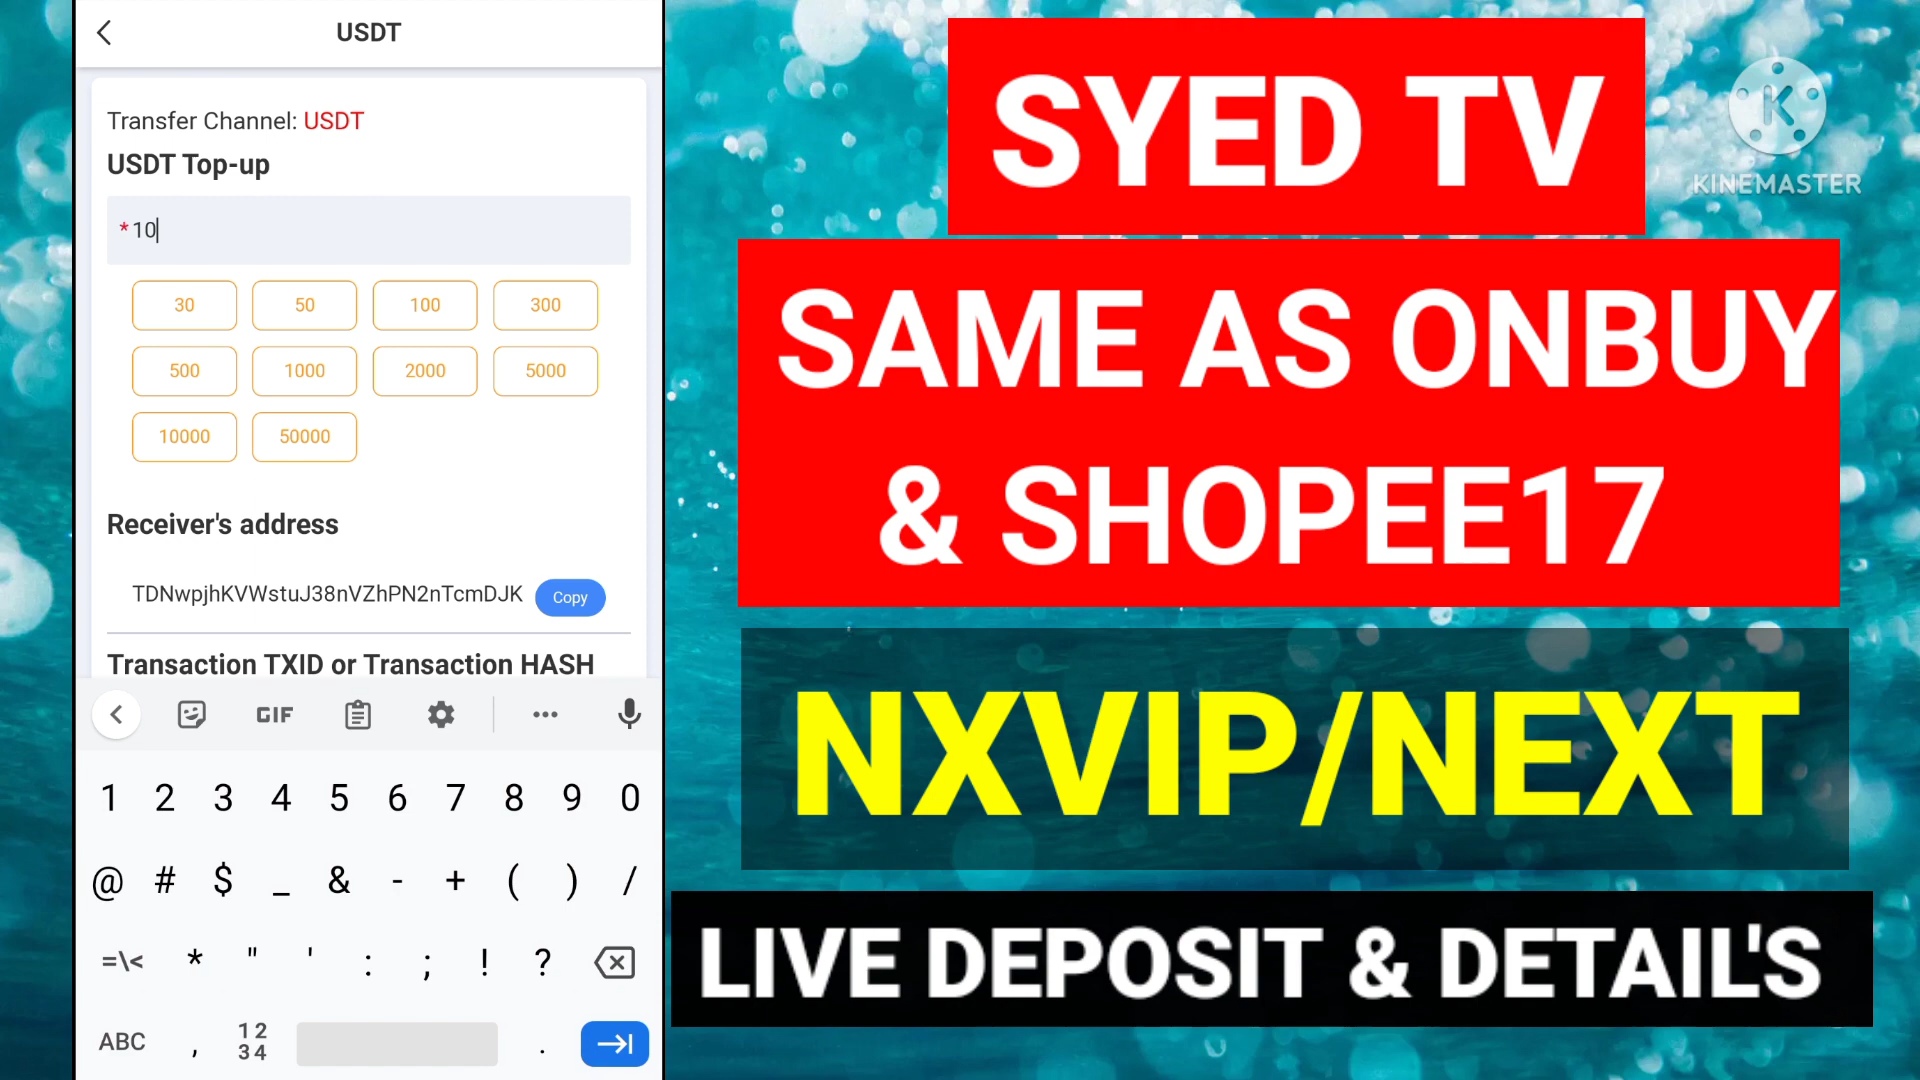 USDT
Transfer Channel: USDT
USDT Top-up
*10
30 50 100 300
500 1000 2000 5000
10000 50000
Receiver's address
TDNwpjhKVWstuJ38nVZhPN2nTcmDJK Copy
Transaction TXID or Transaction HASH
GIF
1 2 3 4 5 6 7 8 9 0
@ # $ _ & - + ( ) /
=\< * " ' : ; ! ?
ABC , 12 34 .
SYED TV
K
KINEMASTER
SAME AS ONBUY
& SHOPEE17
NXVIP/NEXT
LIVE DEPOSIT & DETAIL'S